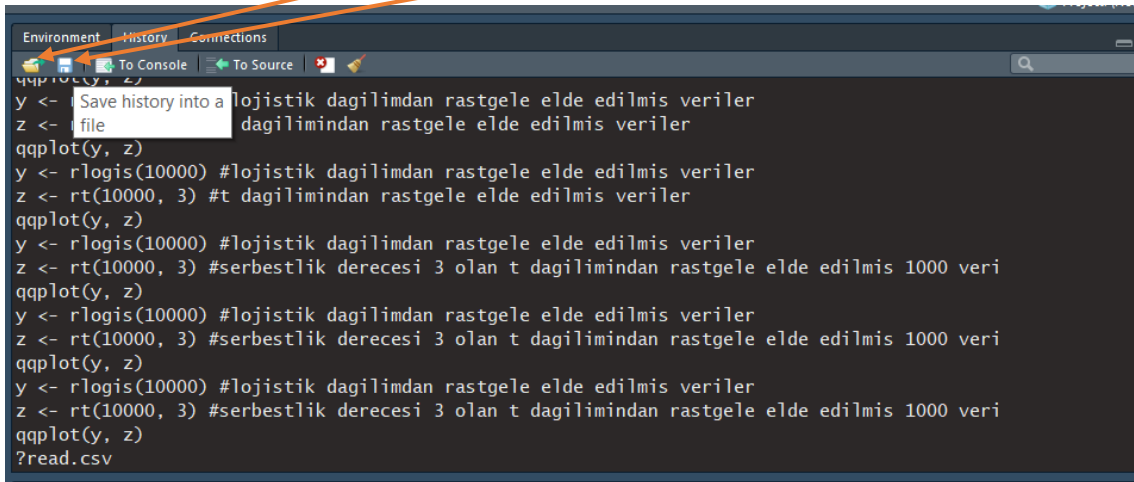 Environment History Connections
To Console To Source
qqplot(y, z)
y <- lojistik dagilimdan rastgele elde edilmis veriler
z <- dagilimindan rastgele elde edilmis veriler
Save history into a
file
qqplot(y, z)
y <- rlogis(10000) #lojistik dagilimdan rastgele elde edilmis veriler
z <- rt(10000, 3) #t dagilimindan rastgele elde edilmis veriler
qqplot(y, z)
y <- rlogis(10000) #lojistik dagilimdan rastgele elde edilmis veriler
z <- rt(10000, 3) #serbestlik derecesi 3 olan t dagilimindan rastgele elde edilmis 1000 veri
qqplot(y, z)
y <- rlogis(10000) #lojistik dagilimdan rastgele elde edilmis veriler
z <- rt(10000, 3) #serbestlik derecesi 3 olan t dagilimindan rastgele elde edilmis 1000 veri
qqplot(y, z)
y <- rlogis(10000) #lojistik dagilimdan rastgele elde edilmis veriler
z <- rt(10000, 3) #serbestlik derecesi 3 olan t dagilimindan rastgele elde edilmis 1000 veri
qqplot(y, z)
?read.csv